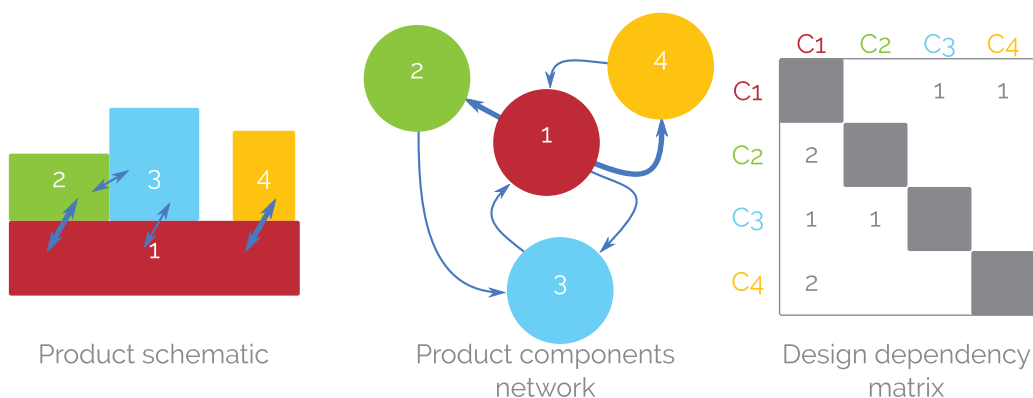 2
3
4
1
2
4
1
3
C1 C2 C3 C4
C1 1 1
C2 2
C3 1 1
C4 2
Product schematic
Product components
network
Design dependency
matrix